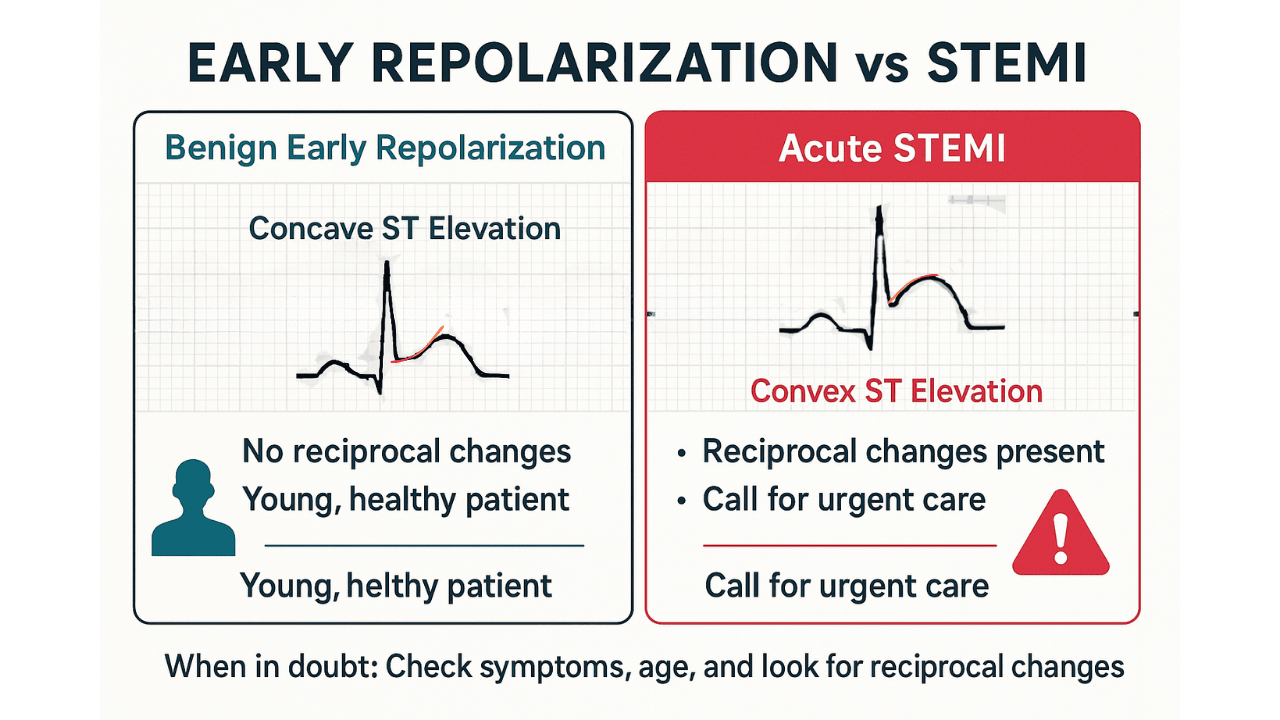 EARLY REPOLARIZATION vs STEMI
Benign Early Repolarization
Concave ST Elevation
No reciprocal changes
Young, healthy patient
Young, helthy patient
Acute STEMI
Convex ST Elevation
• Reciprocal changes present
• Call for urgent care
Call for urgent care
When in doubt: Check symptoms, age, and look for reciprocal changes